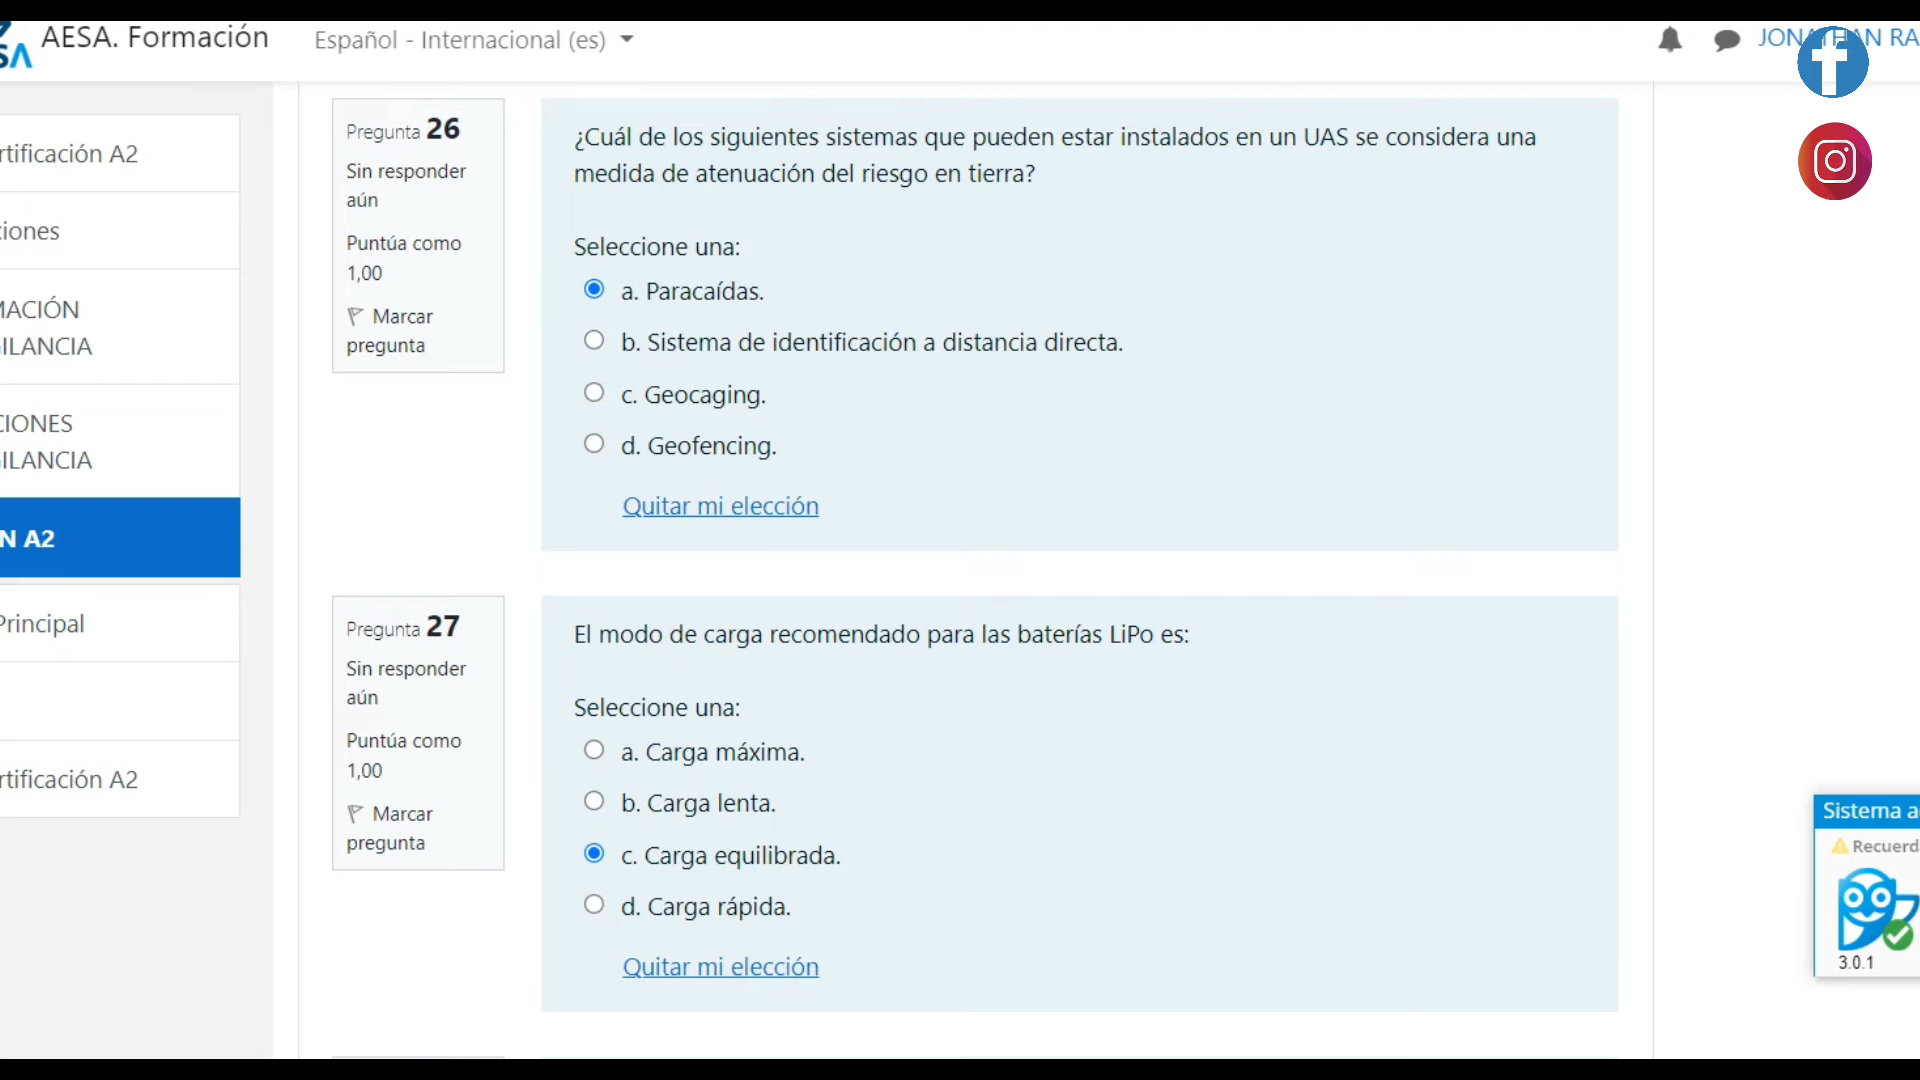 AESA. Formación
Español - Internacional (es)
JONATHAN RA
rtificación A2
ciones
MACIÓN
GILANCIA
CIONES
GILANCIA
N A2
Principal
rtificación A2
Pregunta 26
Sin responder
aún
Puntúa como
1,00
Marcar
pregunta
¿Cuál de los siguientes sistemas que pueden estar instalados en un UAS se considera una
medida de atenuación del riesgo en tierra?
Seleccione una:
a. Paracaídas.
b. Sistema de identificación a distancia directa.
c. Geocaging.
d. Geofencing.
Quitar mi elección
Pregunta 27
Sin responder
aún
Puntúa como
1,00
Marcar
pregunta
El modo de carga recomendado para las baterías LiPo es:
Seleccione una:
a. Carga máxima.
b. Carga lenta.
c. Carga equilibrada.
d. Carga rápida.
Quitar mi elección
Sistema a
Recuerda
3.0.1